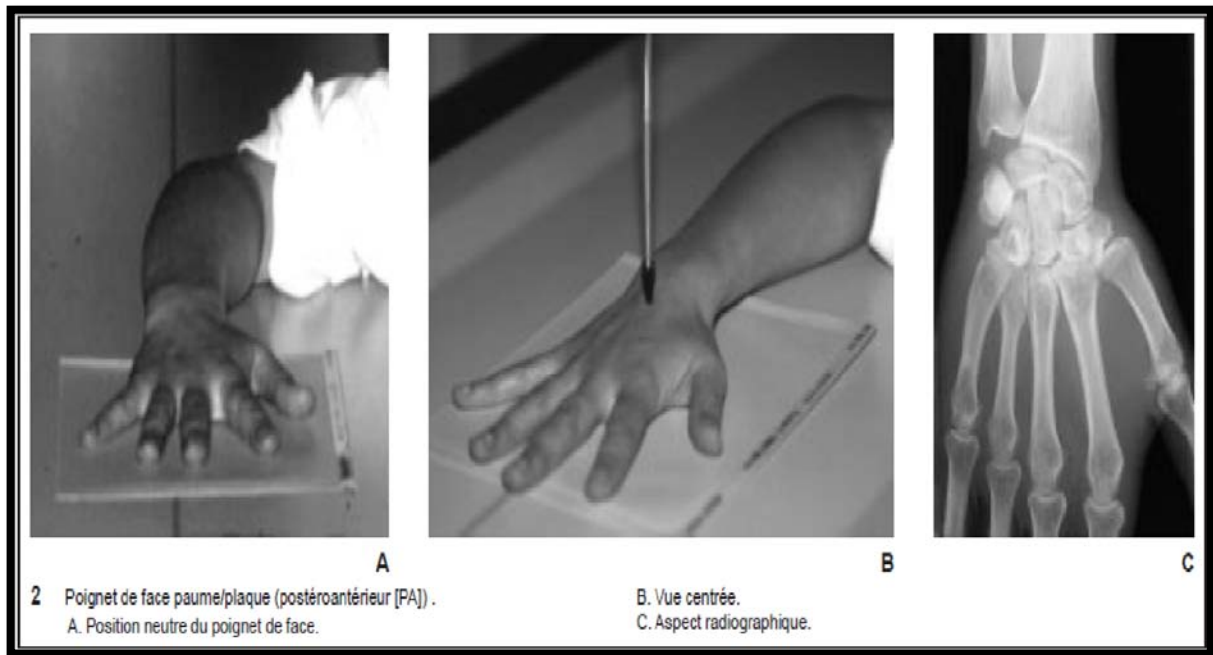 A
B
C
2 Poignet de face paume/plaque (postéroantérieur [PA]) .
A. Position neutre du poignet de face.
B. Vue centrée.
C. Aspect radiographique.